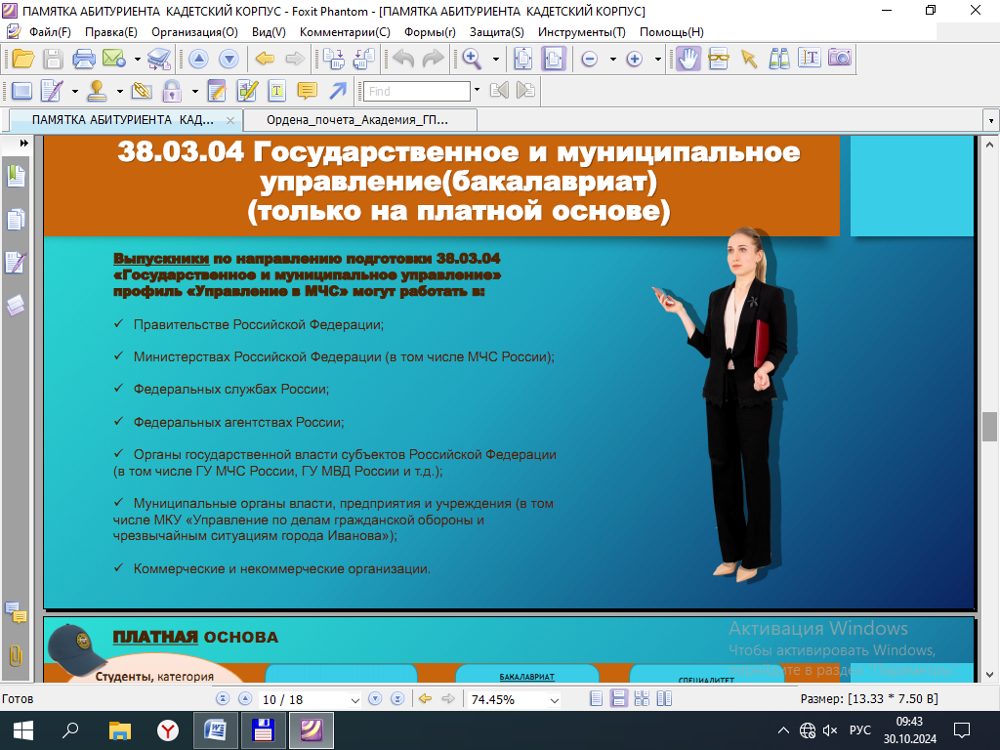 ПАМЯТКА АБИТУРИЕНТА  КАДЕТСКИЙ КОРПУС - Foxit Phantom - [ПАМЯТКА АБИТУРИЕНТА  КАДЕТСКИЙ КОРПУС]
Файл(F) Правка(E) Организация(O) Вид(V) Комментарии(C) Формы(r) Защита(S) Инструменты(T) Помощь(H)
Find
ПАМЯТКА АБИТУРИЕНТА  КАД... Ордена_почета_Академия_ГП...
38.03.04 Государственное и муниципальное
управление(бакалавриат)
(только на платной основе)
Выпускники по направлению подготовки 38.03.04
«Государственное и муниципальное управление»
профиль «Управление в МЧС» могут работать в:
✓ Правительстве Российской Федерации;
✓ Министерствах Российской Федерации (в том числе МЧС России);
✓ Федеральных службах России;
✓ Федеральных агентствах России;
✓ Органы государственной власти субъектов Российской Федерации
(в том числе ГУ МЧС России, ГУ МВД России и т.д.);
✓ Муниципальные органы власти, предприятия и учреждения (в том
числе МКУ «Управление по делам гражданской обороны и
чрезвычайным ситуациям города Иванова»);
✓ Коммерческие и некоммерческие организации.
ПЛАТНАЯ ОСНОВА
Студенты, категория
БАКАЛАВРИАТ
СПЕЦИАЛИТЕТ
Активация Windows
Чтобы активировать Windows,
перейдите в раздел "Параметры".
Готов 10 / 18 74.45% Размер: [13.33 * 7.50 В]
РУС
09:43
30.10.2024